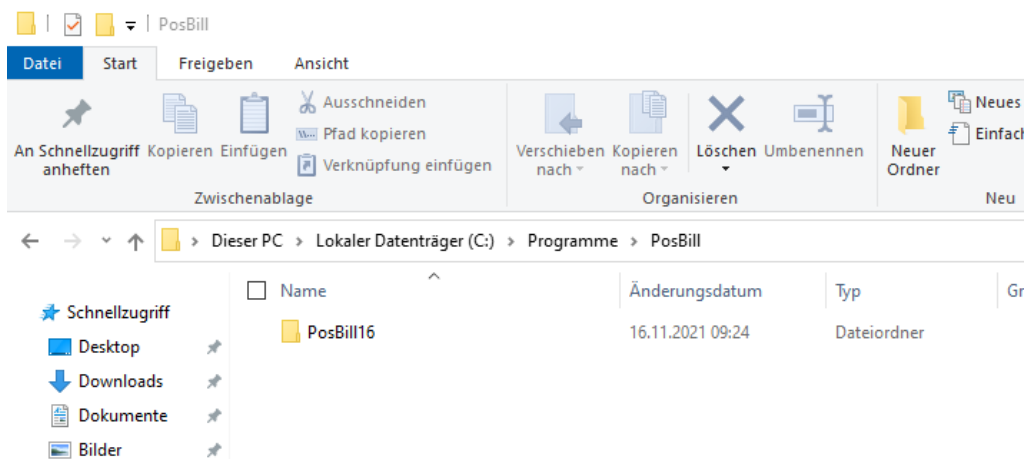 PosBill
Datei Start Freigeben Ansicht
An Schnellzugriff anheften
Kopieren
Einfügen
Ausschneiden
Pfad kopieren
Verknüpfung einfügen
Zwischenablage
Verschieben nach
Kopieren nach
Löschen
Umbenennen
Organisieren
Neuer Ordner
Neues
Einfach
Neu
Dieser PC > Lokaler Datenträger (C:) > Programme > PosBill
Name Änderungsdatum Typ Gr
PosBill16 16.11.2021 09:24 Dateiordner
Schnellzugriff
Desktop
Downloads
Dokumente
Bilder